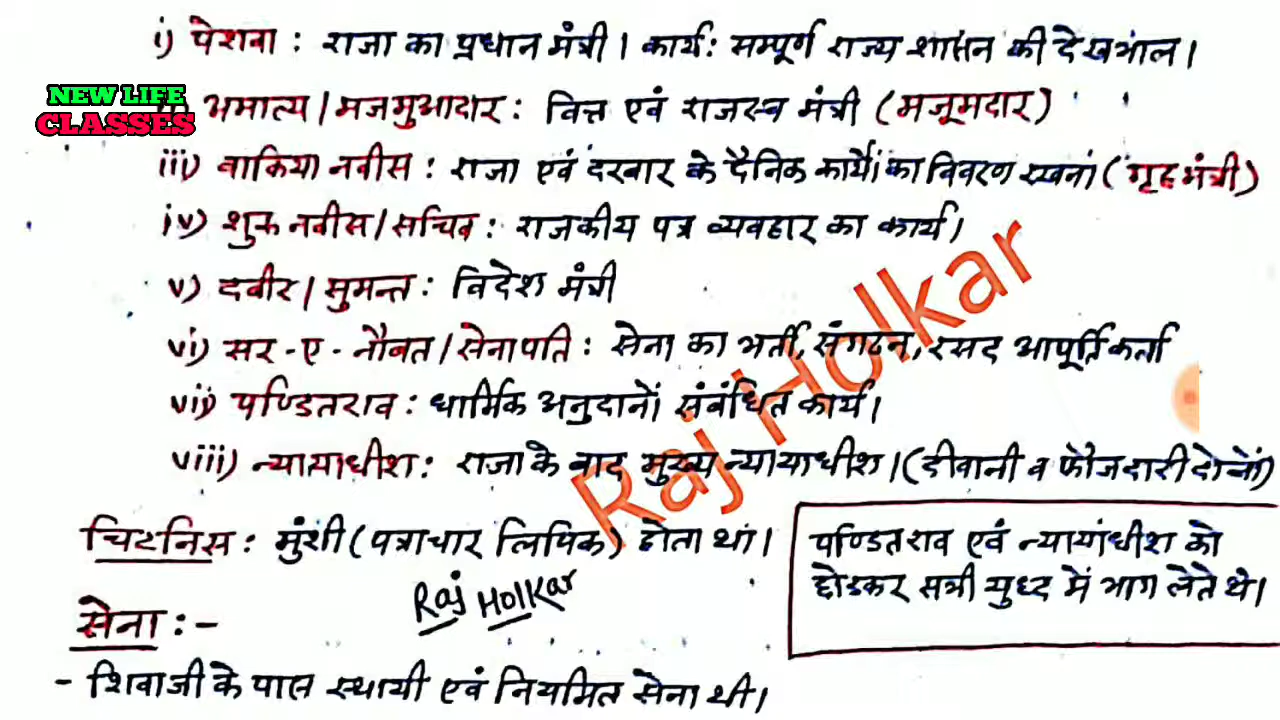 i) पेशवा : राजा का प्रधान मंत्री। कार्य: सम्पूर्ण राज्य शासन की देखभाल।
NEW LIFE
CLASSES
अमात्य / मजमुआदार : वित्त एवं राजस्व मंत्री (मजूमदार)
iii) वाकिया नवीस : राजा एवं दरबार के दैनिक कार्यों का विवरण रखना (गृहमंत्री)
iv) शुरु नवीस / सचिव : राजकीय पत्र व्यवहार का कार्य।
v) दबीर / सुमन्त : विदेश मंत्री
vi) सर-ए-नौबत / सेनापति : सेना का भर्ती, संगठन, रसद आपूर्ति कर्ता
vii) पण्डितराव : धार्मिक अनुदानों संबंधित कार्य।
viii) न्यायाधीश : राजा के बाद मुख्य न्यायाधीश। (दीवानी व फौजदारी दोनों)
चिटनिस : मुंशी (पत्राचार लिपिक) होता था।
पण्डितराव एवं न्यायाधीश को
छोडकर सभी युध्द में भाग लेते थे।
Raj Holkar
Raj Holkar
सेना :-
- शिवाजी के पास स्थायी एवं नियमित सेना थी।